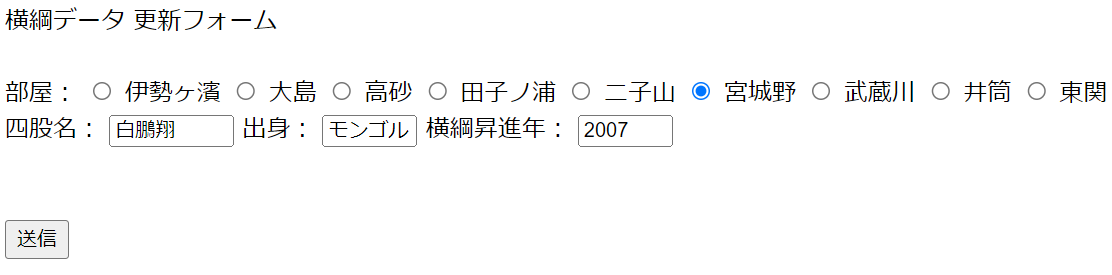 横綱データ 更新フォーム
部屋： 伊勢ヶ濱 大島 高砂 田子ノ浦 二子山 宮城野 武蔵川 井筒 東関
四股名： 白鵬翔 出身： モンゴル 横綱昇進年： 2007
送信